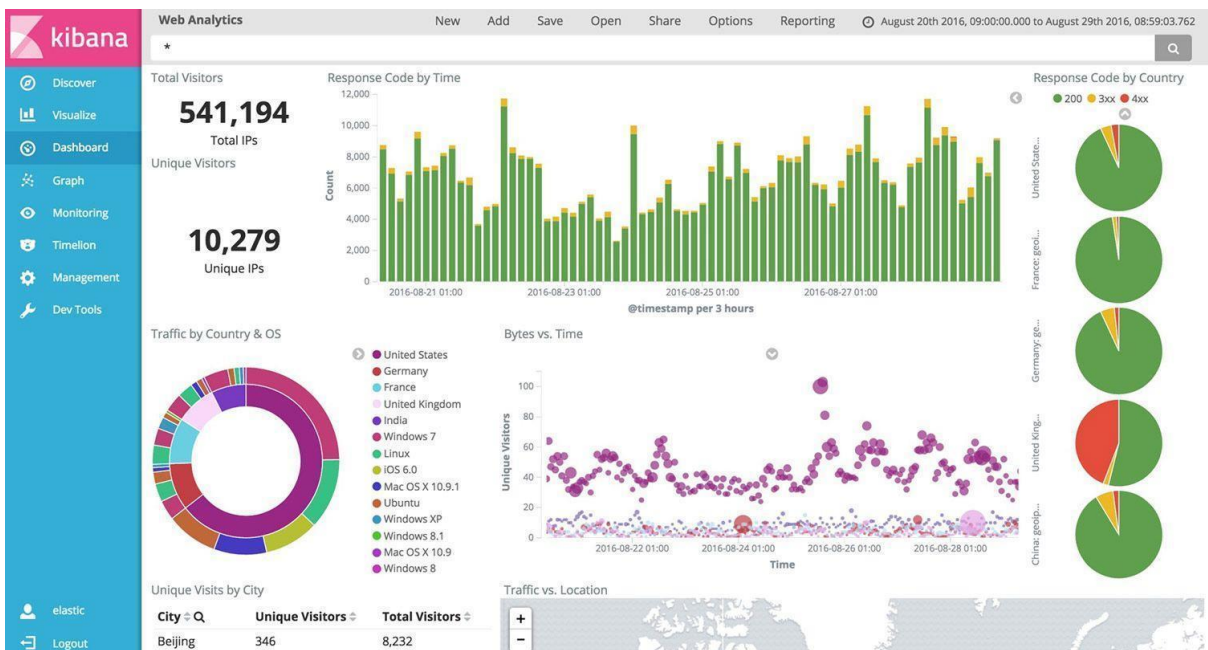 kibana
Discover
Visualize
Dashboard
Graph
Monitoring
Timelion
Management
Dev Tools
elastic
Logout
Web Analytics
New Add Save Open Share Options Reporting August 20th 2016, 09:00:00.000 to August 29th 2016, 08:59:03.762
*
Total Visitors
541,194
Total IPs
Unique Visitors
10,279
Unique IPs
Response Code by Time
12,000
10,000
8,000
6,000
4,000
2,000
0
Count
2016-08-21 01:00 2016-08-23 01:00 2016-08-25 01:00 2016-08-27 01:00
@timestamp per 3 hours
Response Code by Country
200 3xx 4xx
United State...
France: geoi...
Germany: ge...
United King...
China: geoip...
Traffic by Country & OS
United States
Germany
France
United Kingdom
India
Windows 7
Linux
iOS 6.0
Mac OS X 10.9.1
Ubuntu
Windows XP
Windows 8.1
Mac OS X 10.9
Windows 8
Bytes vs. Time
100
80
60
40
20
0
Unique Visitors
2016-08-22 01:00 2016-08-24 01:00 2016-08-26 01:00 2016-08-28 01:00
Time
Unique Visits by City
City Unique Visitors Total Visitors
Beijing 346 8,232
Traffic vs. Location
+
−